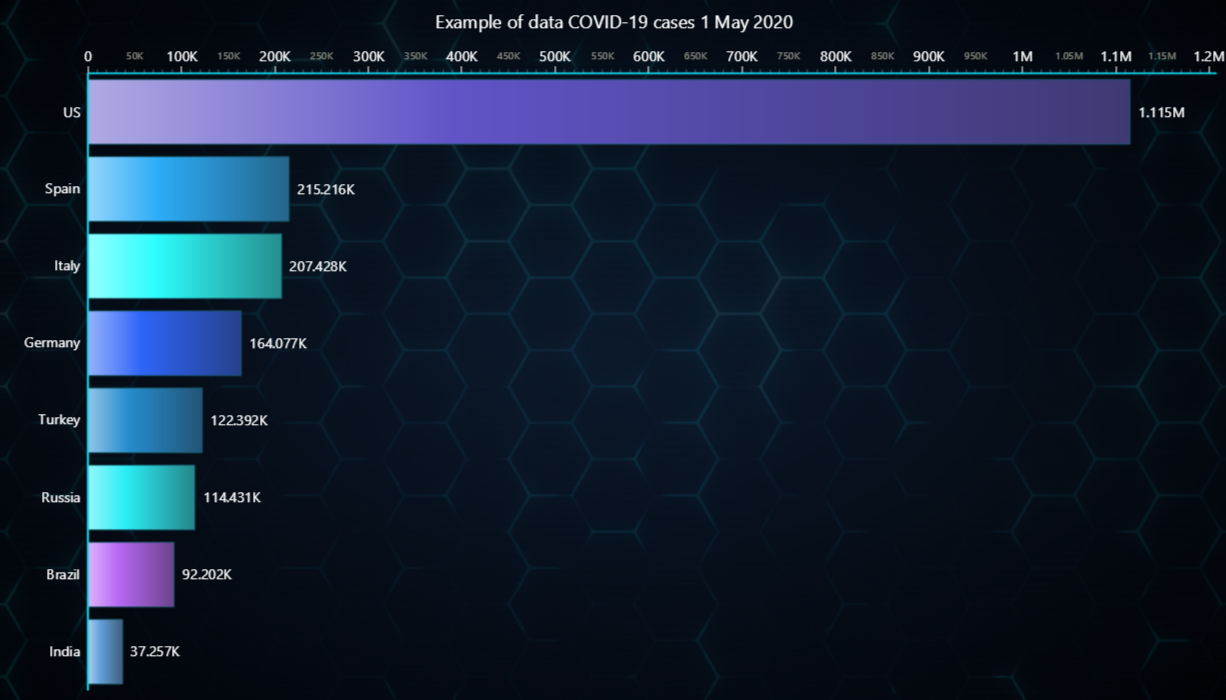 Example of data COVID-19 cases 1 May 2020
0 50K 100K 150K 200K 250K 300K 350K 400K 450K 500K 550K 600K 650K 700K 750K 800K 850K 900K 950K 1M 1.05M 1.1M 1.15M 1.2M
US 1.115M
Spain 215.216K
Italy 207.428K
Germany 164.077K
Turkey 122.392K
Russia 114.431K
Brazil 92.202K
India 37.257K